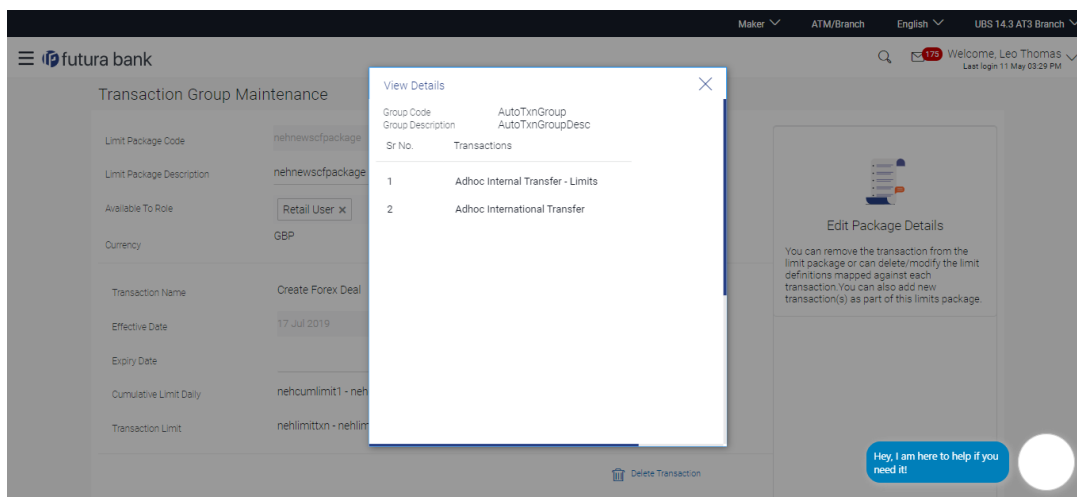 Maker ATM/Branch English UBS 14.3 AT3 Branch
futura bank
175 Welcome, Leo Thomas
Last login 11 May 03:29 PM
Transaction Group Maintenance
Limit Package Code nehnewscfpackage
Limit Package Description nehnewscfpackage
Available To Role Retail User ×
Currency GBP
Transaction Name Create Forex Deal
Effective Date 17 Jul 2019
Expiry Date
Cumulative Limit Daily nehcumlimit1 - neh
Transaction Limit nehlimittxn - nehlim
Delete Transaction
View Details
Group Code AutoTxnGroup
Group Description AutoTxnGroupDesc
Sr No. Transactions
1 Adhoc Internal Transfer - Limits
2 Adhoc International Transfer
Edit Package Details
You can remove the transaction from the
limit package or can delete/modify the limit
definitions mapped against each
transaction.You can also add new
transaction(s) as part of this limits package.
Hey, I am here to help if you
need it!